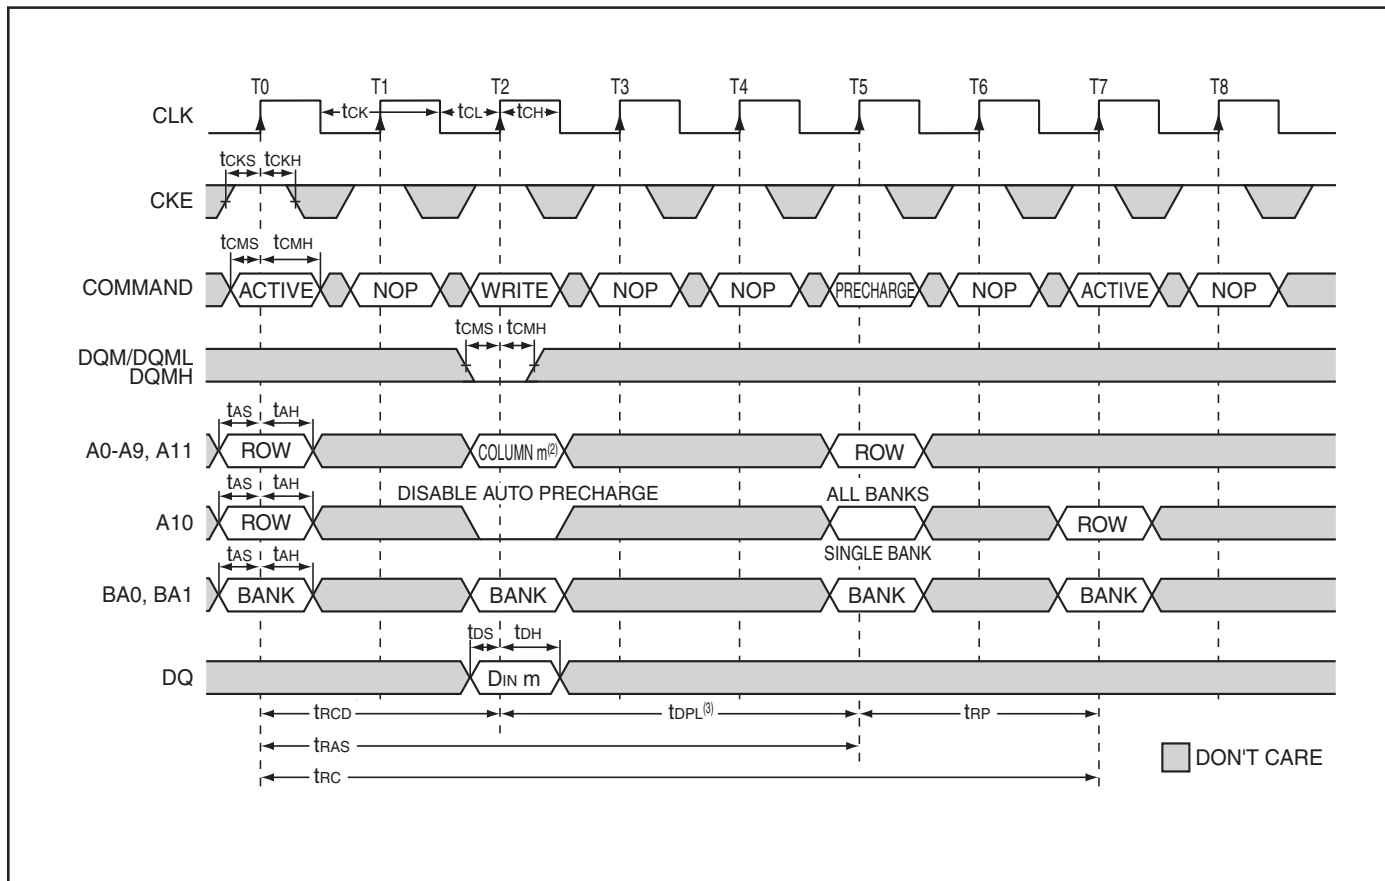 T0 T1 T2 T3 T4 T5 T6 T7 T8
CLK tCK tCL tCH
tCKS tCKH
CKE
tCMS tCMH
COMMAND ACTIVE NOP WRITE NOP NOP PRECHARGE NOP ACTIVE NOP
tCMS tCMH
DQM/DQML
DQMH
tAS tAH
A0-A9, A11 ROW COLUMN m(2) ROW
tAS tAH DISABLE AUTO PRECHARGE ALL BANKS
A10 ROW ROW
tAS tAH SINGLE BANK
BA0, BA1 BANK BANK BANK BANK
tDS tDH
DQ DIN m
tRCD tDPL(3) tRP
tRAS
tRC
DON'T CARE